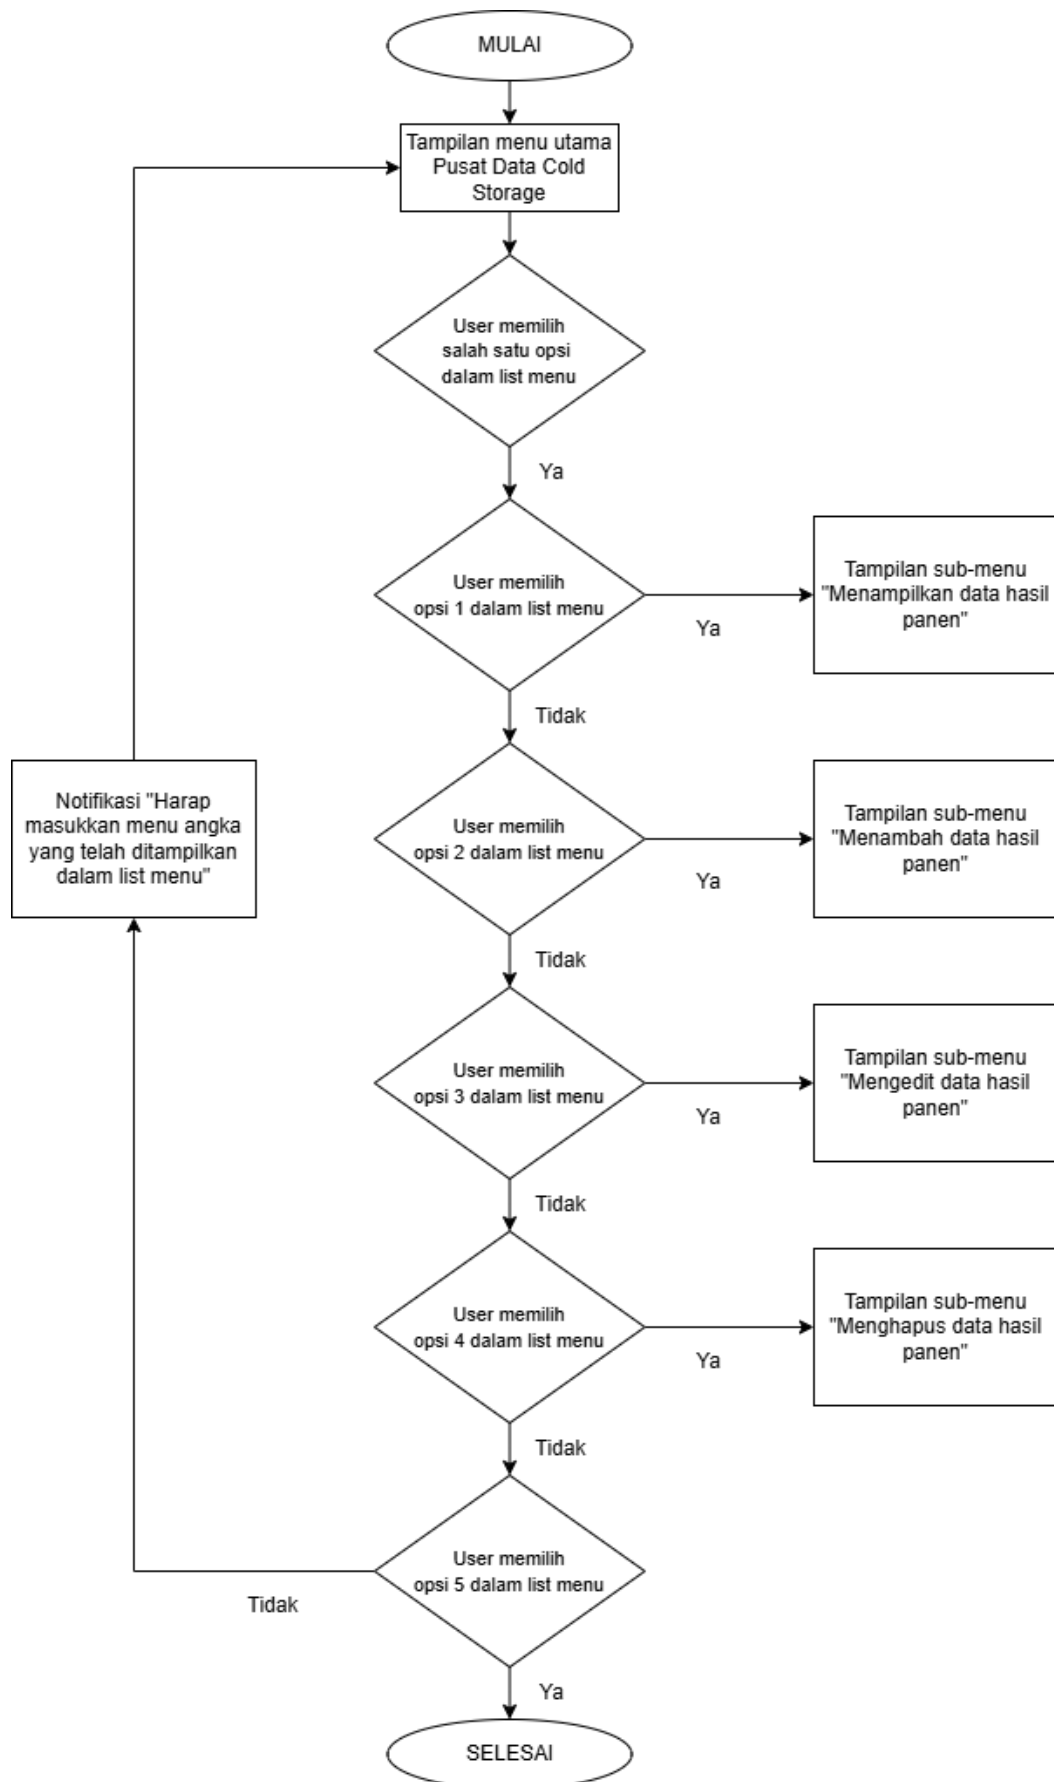 MULAI
Tampilan menu utama
Pusat Data Cold
Storage
User memilih
salah satu opsi
dalam list menu
Ya
User memilih
opsi 1 dalam list menu
Ya
Tampilan sub-menu
"Menampilkan data hasil
panen"
Tidak
Notifikasi "Harap
masukkan menu angka
yang telah ditampilkan
dalam list menu"
User memilih
opsi 2 dalam list menu
Ya
Tampilan sub-menu
"Menambah data hasil
panen"
Tidak
User memilih
opsi 3 dalam list menu
Ya
Tampilan sub-menu
"Mengedit data hasil
panen"
Tidak
User memilih
opsi 4 dalam list menu
Ya
Tampilan sub-menu
"Menghapus data hasil
panen"
Tidak
User memilih
opsi 5 dalam list menu
Tidak
Ya
SELESAI